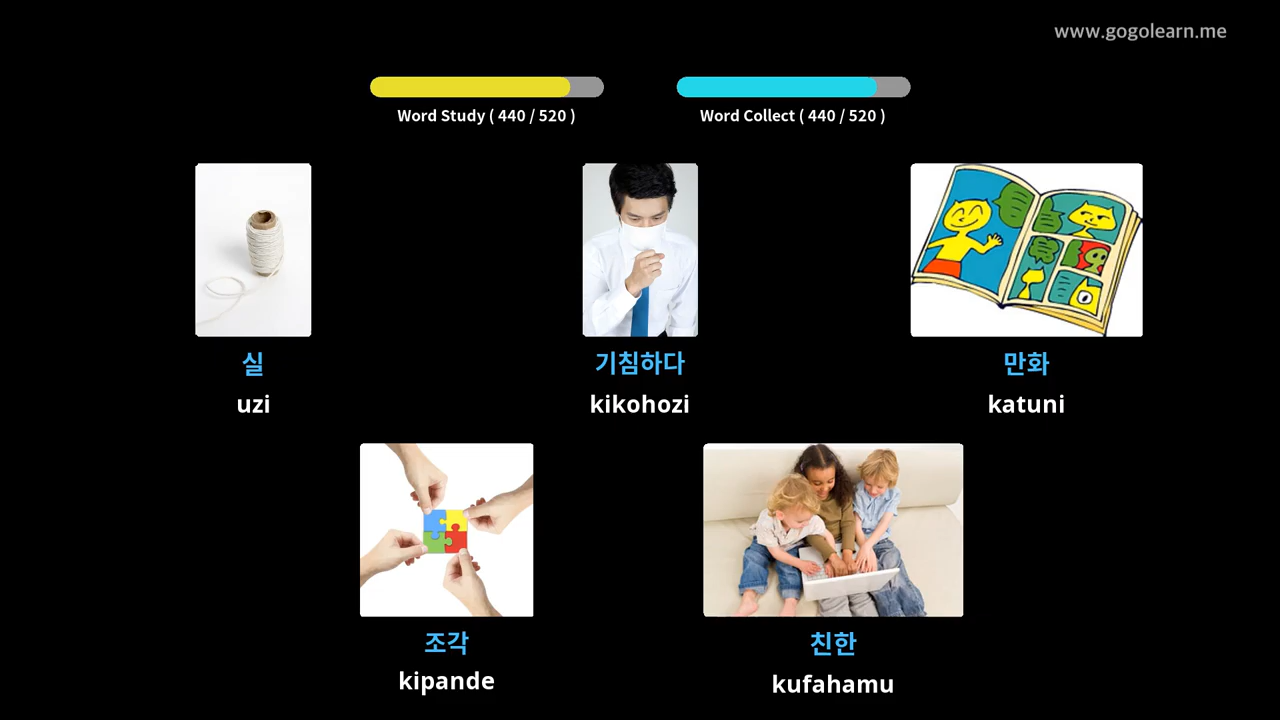 www.gogolearn.me
Word Study ( 440 / 520 )
Word Collect ( 440 / 520 )
실
uzi
기침하다
kikohozi
만화
katuni
조각
kipande
친한
kufahamu